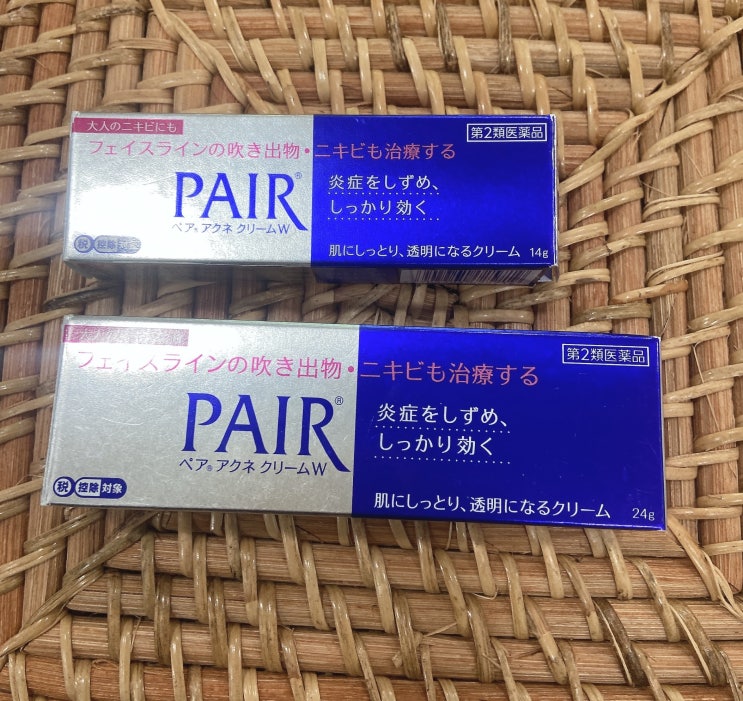 大人のニキビにも
第2類医薬品
フェイスラインの吹き出物・ニキビも治療する
PAIR®
ペア® アクネ クリームW
炎症をしずめ、
しっかり効く
税 控除対象
肌にしっとり、透明になるクリーム 14g
第2類医薬品
フェイスラインの吹き出物・ニキビも治療する
PAIR®
ペア® アクネ クリームW
炎症をしずめ、
しっかり効く
税 控除 対象
肌にしっとり、透明になるクリーム 24g